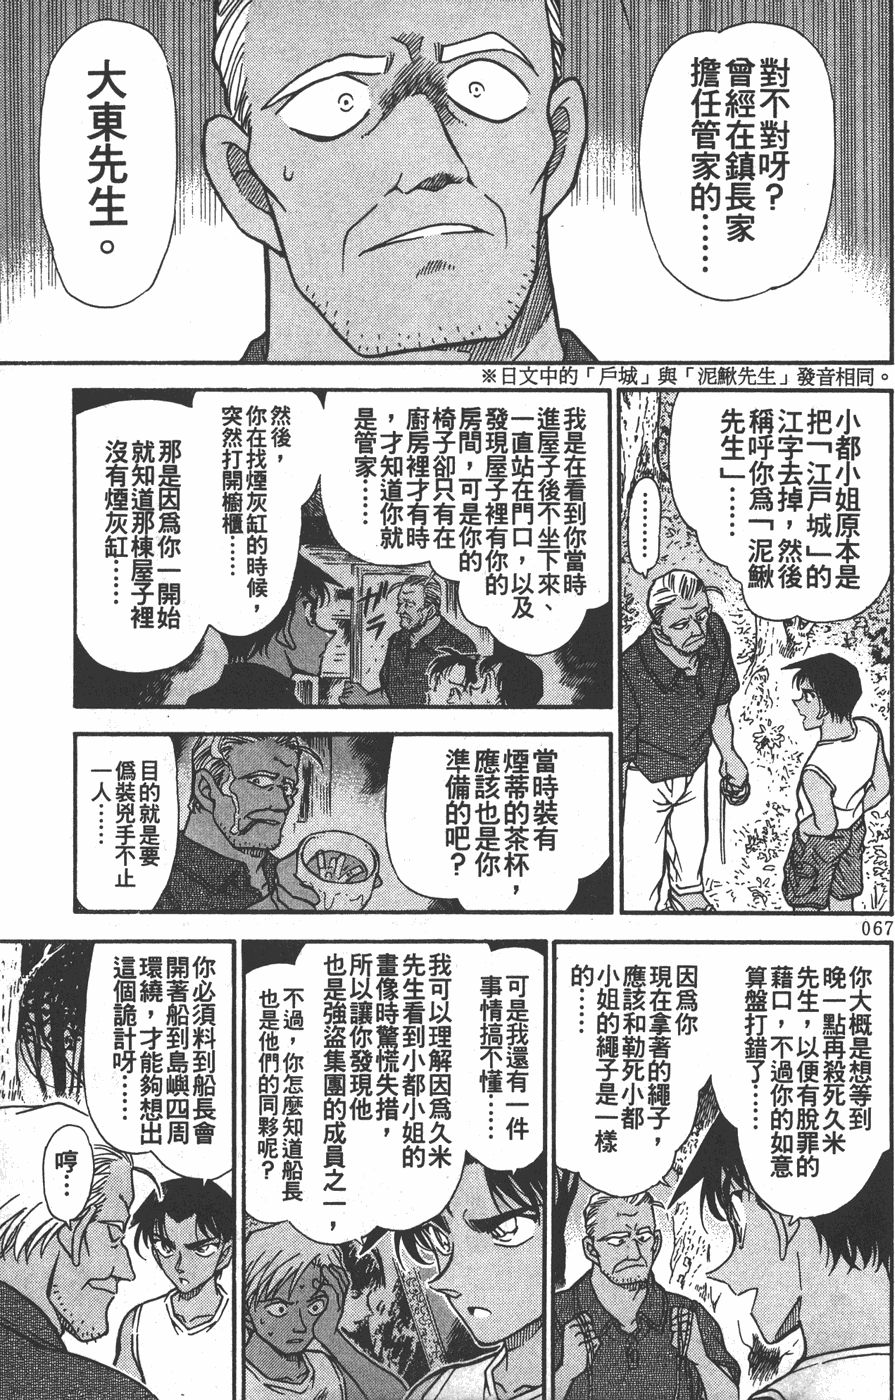 對不對呀？
曾經在鎮長家
擔任管家的……
大東先生。
※日文中的「戶城」與「泥鰍先生」發音相同。
小都小姐原本是
把「江戶城」的
江字去掉，然後
稱呼你為「泥鰍
先生」……
……
我是在看到你當時
進屋子後不坐下來、
一直站在門口，以及
發現屋子裡有你的
房間，可是你的
椅子卻只有在
廚房裡才有時
，才知道你就
是管家……
然後，
你在找煙灰缸的時候，
突然打開櫥櫃……
那是因為你一開始
就知道那棟屋子裡
沒有煙灰缸……
當時裝有
煙蒂的茶杯，
應該也是你
準備的吧？
目的就是要
偽裝兇手不止
一人……
067
你大概是想等到
晚一點再殺死久米
先生，以便有脫罪的
藉口，不過你的如意
算盤打錯了……
因為你
現在拿著的繩子，
應該和勒死小都
小姐的繩子是一樣
的……
可是我還有一件
事情搞不懂……
我可以理解因為久米
先生看到小都小姐的
畫像時驚慌失措，
所以讓你發現他
也是強盜集團的成員之一，
不過，你怎麼知道船長
也是他們的同夥呢？
你必須料到船長會
開著船到島嶼四周
環繞，才能夠想出
這個詭計呀……
哼…